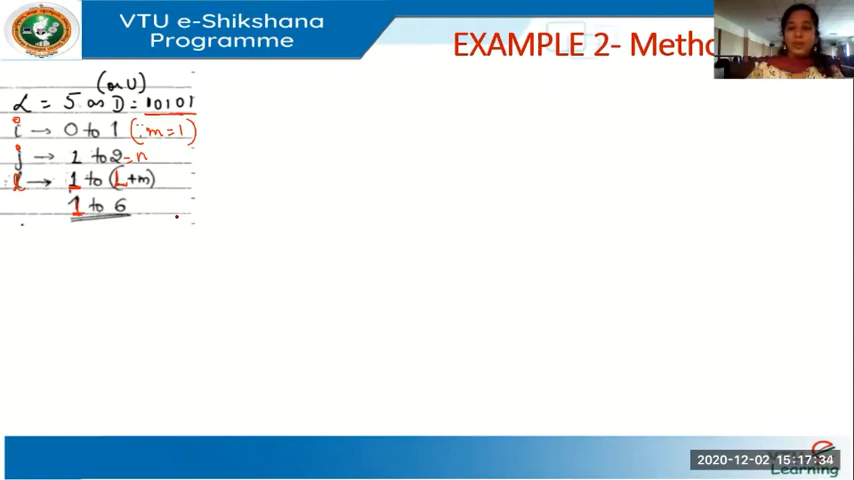 VTU e-Shikshana
Programme
EXAMPLE 2- Metho
(or U)
L = 5 as D = 10101
i → 0 to 1 (∵ m = 1)
j → 1 to 2 = n
l → 1 to (L+m)
1 to 6
2020-12-02 15:17:34
Learning